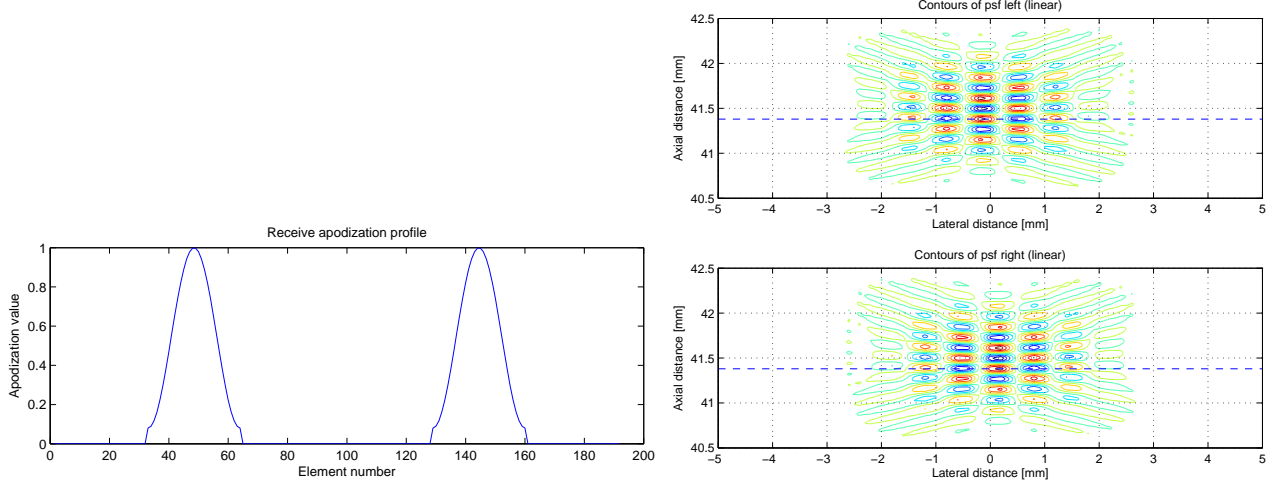 Receive apodization profile
1
0.8
0.6
0.4
0.2
0
Apodization value
0 20 40 60 80 100 120 140 160 180 200
Element number
Contours of psf left (linear)
42.5
42
41.5
41
40.5
Axial distance [mm]
−5 −4 −3 −2 −1 0 1 2 3 4 5
Lateral distance [mm]
Contours of psf right (linear)
42.5
42
41.5
41
40.5
Axial distance [mm]
−5 −4 −3 −2 −1 0 1 2 3 4 5
Lateral distance [mm]